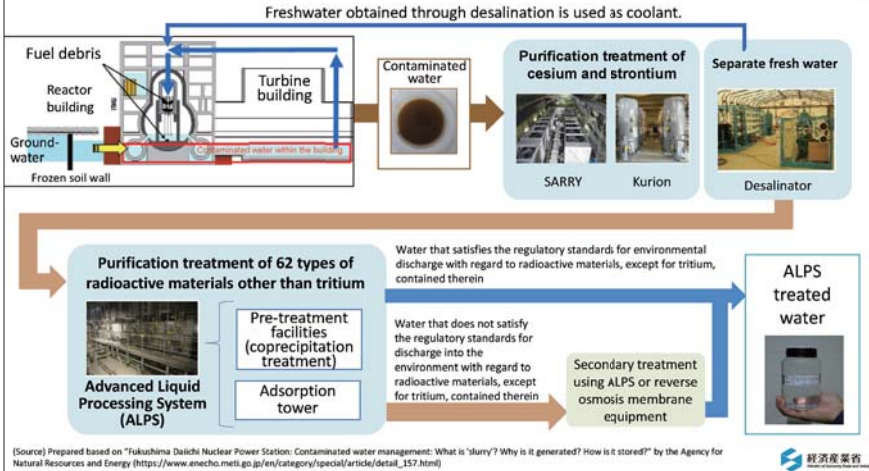 Freshwater obtained through desalination is used as coolant.
Fuel debris
Reactor
building
Turbine
building
Ground-
water
Contaminated water within the building
Frozen soil wall
Contaminated
water
Purification treatment of
cesium and strontium
SARRY
Kurion
Separate fresh water
Desalinator
Purification treatment of 62 types of
radioactive materials other than tritium
Pre-treatment
facilities
(coprecipitation
treatment)
Advanced Liquid
Processing System
(ALPS)
Adsorption
tower
Water that satisfies the regulatory standards for environmental
discharge with regard to radioactive materials, except for tritium,
contained therein
Water that does not satisfy
the regulatory standards for
discharge into the
environment with regard to
radioactive materials, except
for tritium, contained therein
Secondary treatment
using ALPS or reverse
osmosis membrane
equipment
ALPS
treated
water
(Source) Prepared based on "Fukushima Daiichi Nuclear Power Station: Contaminated water management: What is 'slurry'? Why is it generated? How is it stored?" by the Agency for
Natural Resources and Energy (https://www.enecho.meti.go.jp/en/category/special/article/detail_157.html)
経済産業省
Ministry of Economy, Trade and Industry